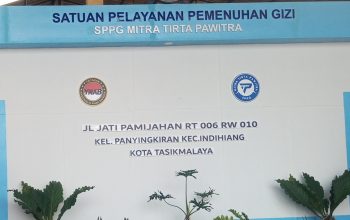 SATUAN PELAYANAN PEMENUHAN GIZI
SPPG MITRA TIRTA PAWITRA
JL JATI PAMIJAHAN RT 006 RW 010
KEL. PANYINGKIRAN KEC.INDIHIANG
KOTA TASIKMALAYA